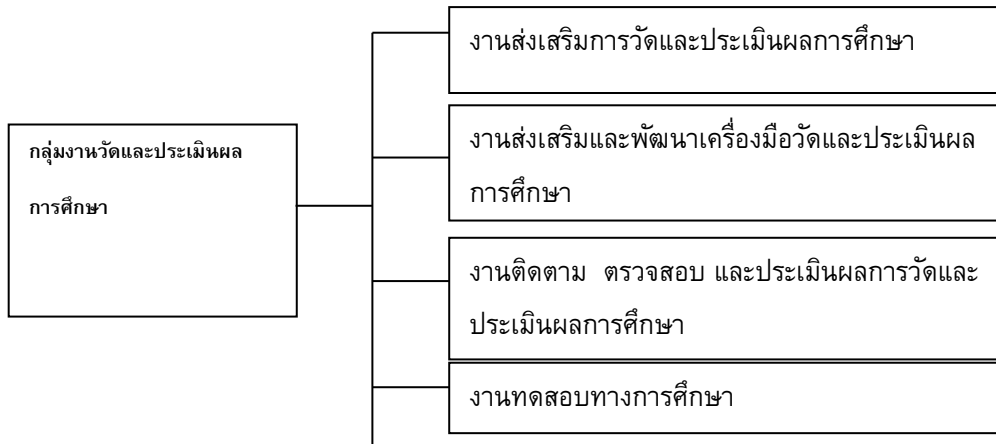 งานส่งเสริมการวัดและประเมินผลการศึกษา
กลุ่มงานวัดและประเมินผล
การศึกษา
งานส่งเสริมและพัฒนาเครื่องมือวัดและประเมินผล
การศึกษา
งานติดตาม ตรวจสอบ และประเมินผลการวัดและ
ประเมินผลการศึกษา
งานทดสอบทางการศึกษา